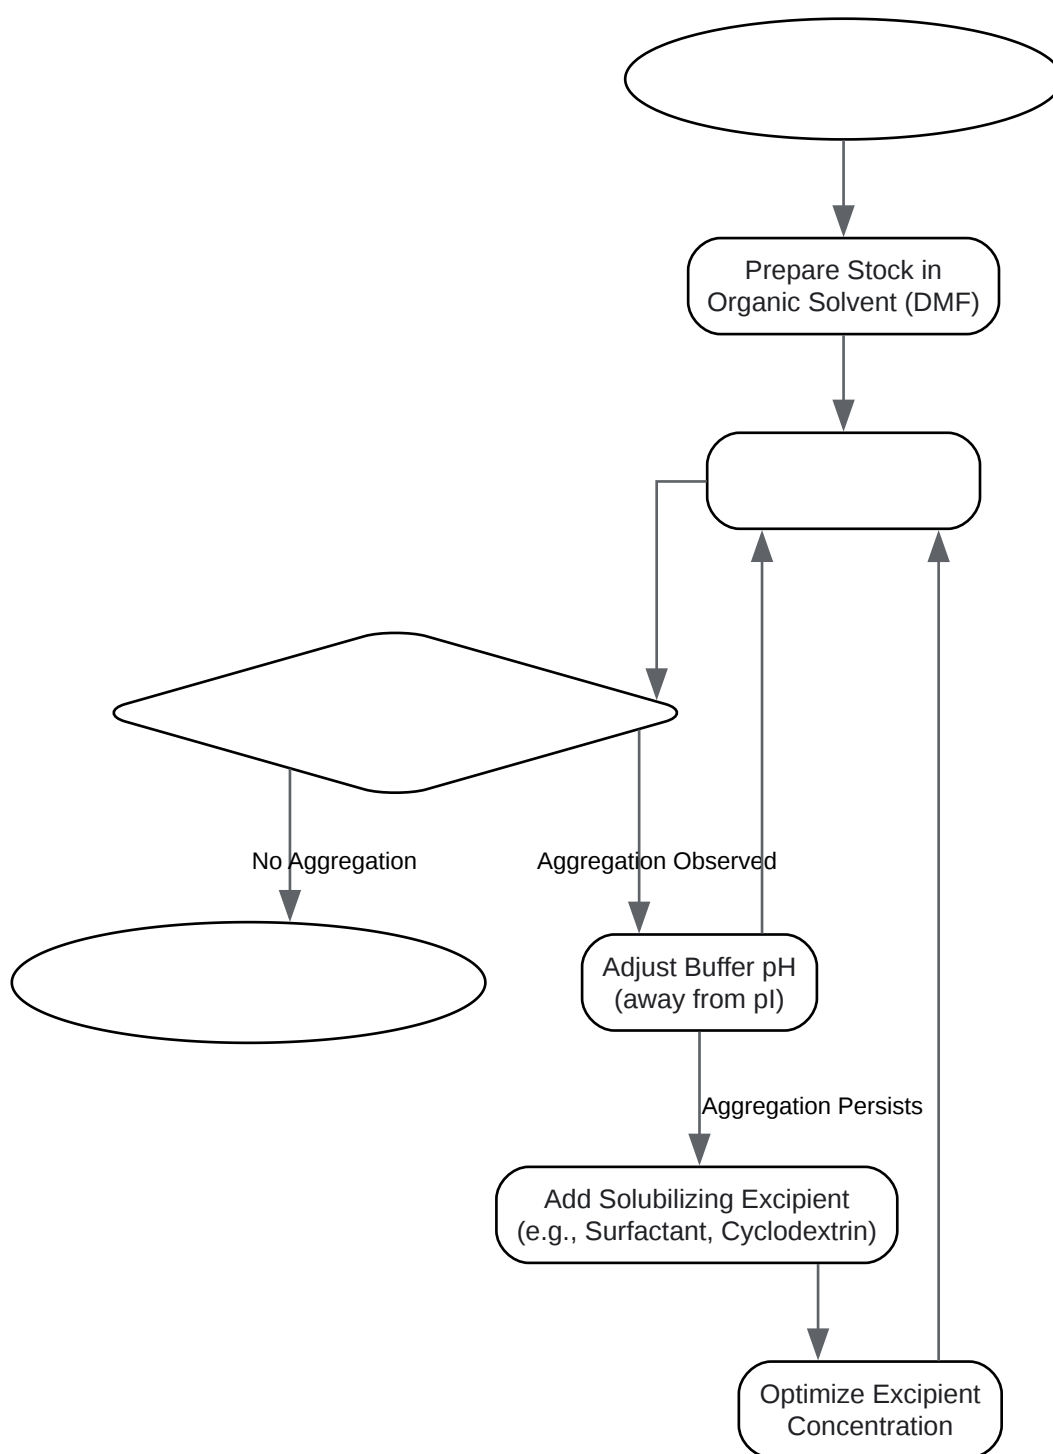 Prepare Stock in
Organic Solvent (DMF)
No Aggregation
Aggregation Observed
Adjust Buffer pH
(away from pI)
Aggregation Persists
Add Solubilizing Excipient
(e.g., Surfactant, Cyclodextrin)
Optimize Excipient
Concentration